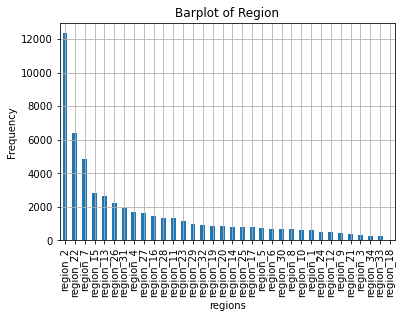 Barplot of Region
12000
10000
8000
6000
4000
2000
0
Frequency
region_2
region_22
region_7
region_15
region_13
region_26
region_31
region_4
region_27
region_16
region_28
region_11
region_23
region_29
region_32
region_19
region_20
region_14
region_25
region_17
region_5
region_6
region_30
region_8
region_10
region_1
region_24
region_12
region_9
region_21
region_3
region_34
region_33
region_18
regions